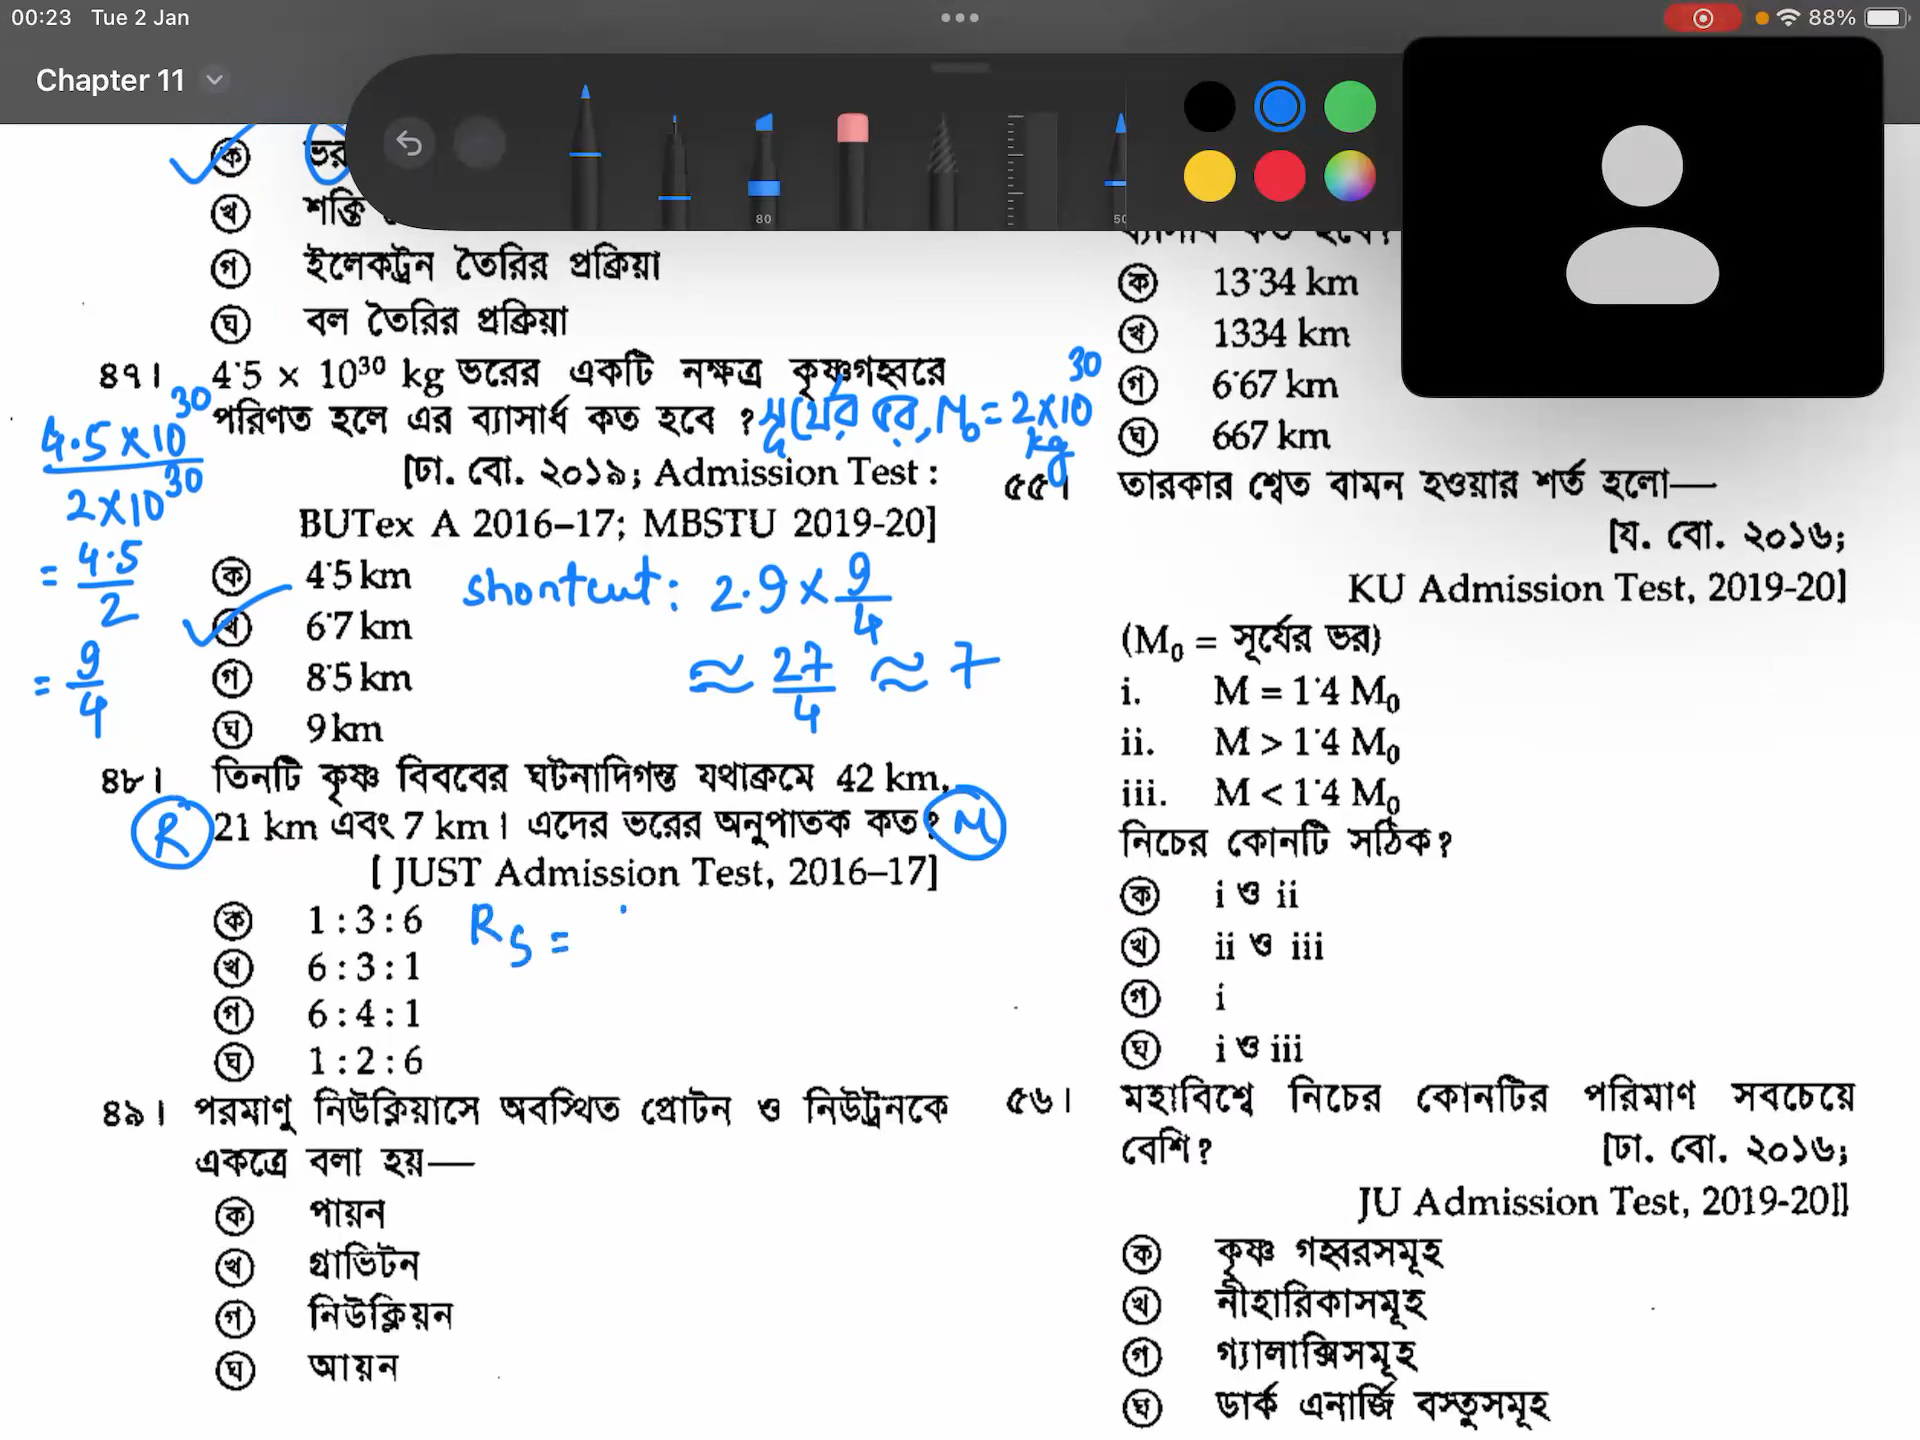 00:23 Tue 2 Jan
88%
Chapter 11
80
50
ক ভর
খ শক্তি
গ ইলেকট্রন তৈরির প্রক্রিয়া
ঘ বল তৈরির প্রক্রিয়া
৪৭। 4·5 × 10³⁰ kg ভরের একটি নক্ষত্র কৃষ্ণগহ্বরে
পরিণত হলে এর ব্যাসার্ধ কত হবে ?
সূর্যের ভর, M₀ = 2×10³⁰ kg
[ঢা. বো. ২০১৯; Admission Test :
BUTex A 2016–17; MBSTU 2019-20]
4.5×10³⁰
2×10³⁰
= 4.5
2
= 9
4
ক 4·5 km
খ 6·7 km
গ 8·5 km
ঘ 9 km
shortcut: 2.9 × 9/4
≈ 27/4 ≈ 7
৪৮। তিনটি কৃষ্ণ বিববের ঘটনাদিগন্ত যথাক্রমে 42 km,
R 21 km এবং 7 km। এদের ভরের অনুপাতক কত? M
[ JUST Admission Test, 2016–17]
ক 1 : 3 : 6
খ 6 : 3 : 1
গ 6 : 4 : 1
ঘ 1 : 2 : 6
R_S =
৪৯। পরমাণু নিউক্লিয়াসে অবস্থিত প্রোটন ও নিউট্রনকে
একত্রে বলা হয়—
ক পায়ন
খ গ্রাভিটন
গ নিউক্লিয়ন
ঘ আয়ন
ব্যাসার্ধ কত হবে?
ক 13·34 km
খ 1334 km
গ 6·67 km
ঘ 667 km
৫৫। তারকার শ্বেত বামন হওয়ার শর্ত হলো—
[য. বো. ২০১৬;
KU Admission Test, 2019-20]
(M₀ = সূর্যের ভর)
i. M = 1·4 M₀
ii. M > 1·4 M₀
iii. M < 1·4 M₀
নিচের কোনটি সঠিক?
ক i ও ii
খ ii ও iii
গ i
ঘ i ও iii
৫৬। মহাবিশ্বে নিচের কোনটির পরিমাণ সবচেয়ে
বেশি? [ঢা. বো. ২০১৬;
JU Admission Test, 2019-20]]
ক কৃষ্ণ গহ্বরসমূহ
খ নীহারিকাসমূহ
গ গ্যালাক্সিসমূহ
ঘ ডার্ক এনার্জি বস্তুসমূহ